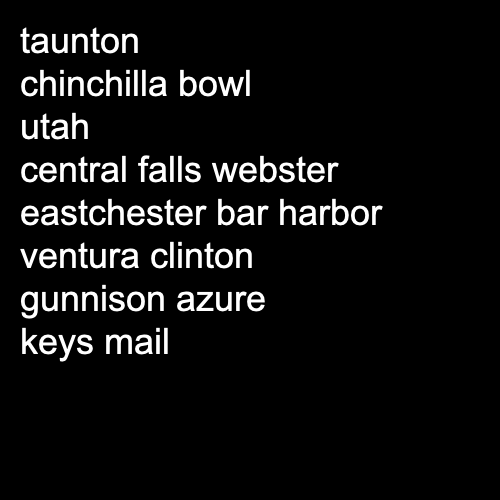 taunton
chinchilla bowl
utah
central falls webster
eastchester bar harbor
ventura clinton
gunnison azure
keys mail